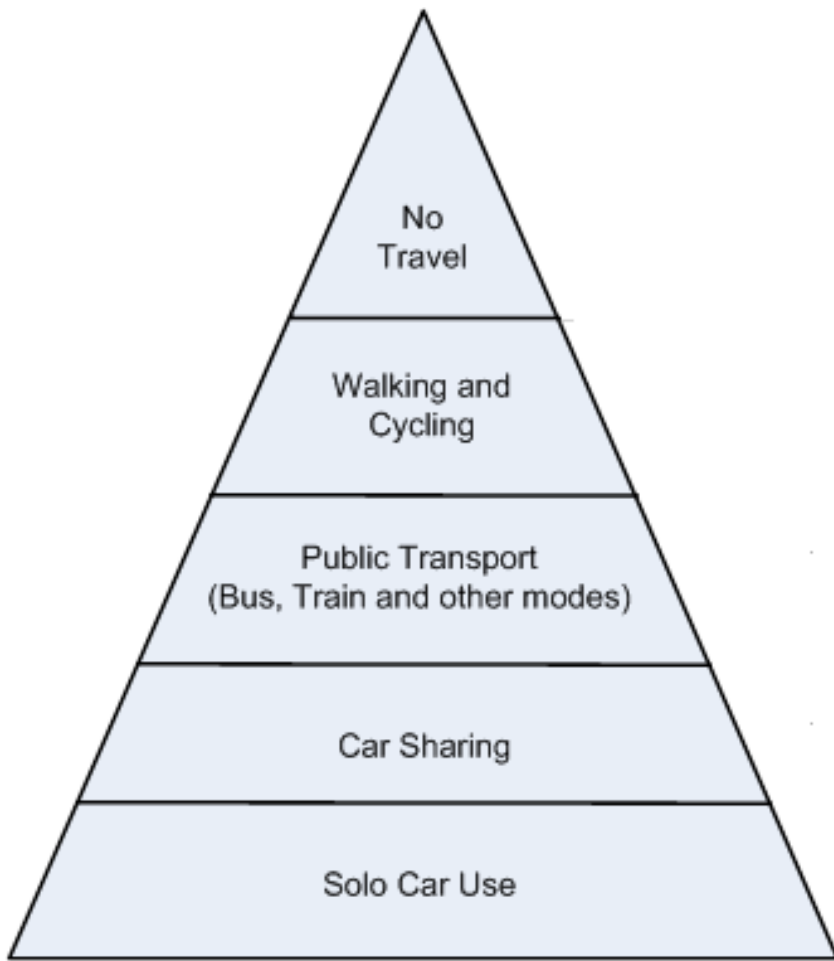 No
Travel
Walking and
Cycling
Public Transport
(Bus, Train and other modes)
Car Sharing
Solo Car Use